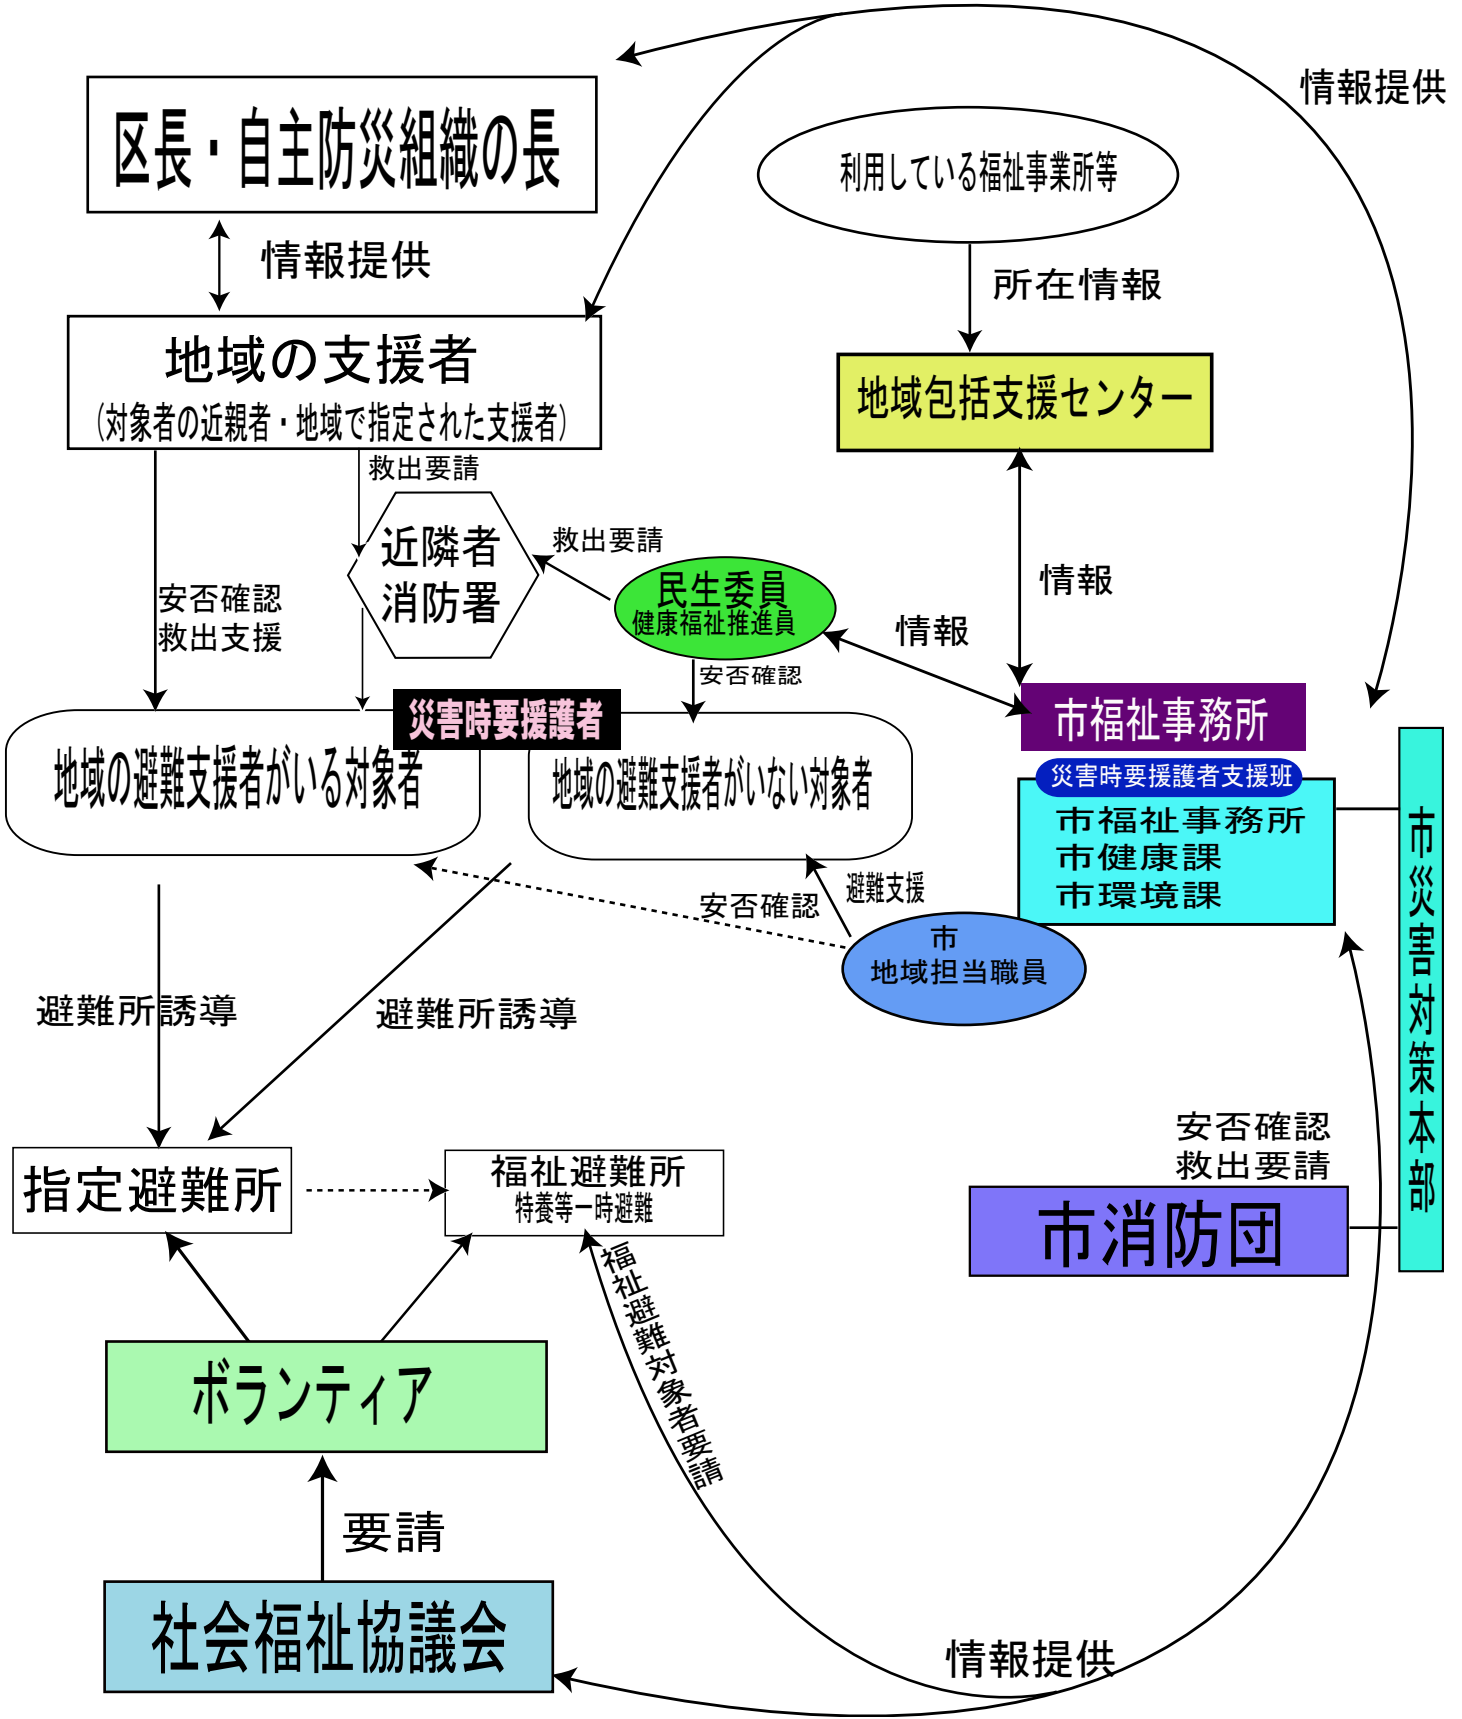 情報提供
区長・自主防災組織の長
利用している福祉事業所等
情報提供
所在情報
地域の支援者
（対象者の近親者・地域で指定された支援者）
地域包括支援センター
救出要請
近隣者
消防署
救出要請
民生委員
健康福祉推進員
情報
情報
安否確認
救出支援
安否確認
災害時要援護者
市福祉事務所
地域の避難支援者がいる対象者
地域の避難支援者がいない対象者
災害時要援護者支援班
市福祉事務所
市健康課
市環境課
市災害対策本部
安否確認
避難支援
市
地域担当職員
避難所誘導
避難所誘導
安否確認
救出要請
指定避難所
福祉避難所
特養等一時避難
市消防団
福祉避難対象者要請
ボランティア
要請
社会福祉協議会
情報提供